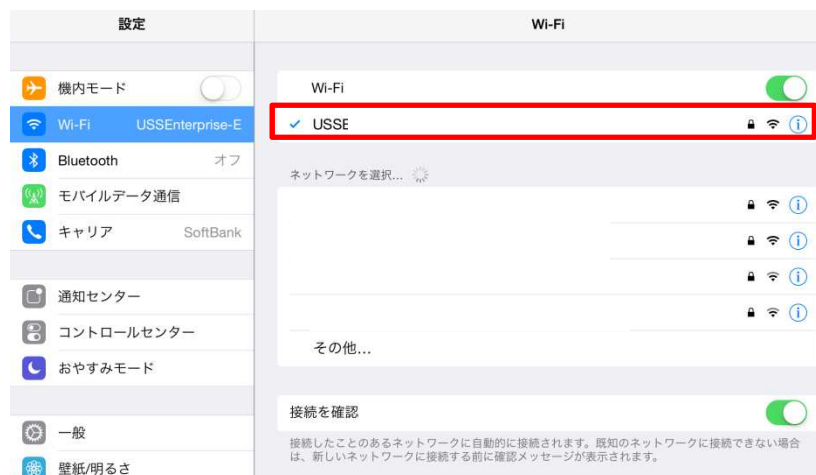 設定
機内モード
Wi-Fi USSEnterprise-E
Bluetooth オフ
モバイルデータ通信
キャリア SoftBank
通知センター
コントロールセンター
おやすみモード
一般
壁紙/明るさ
Wi-Fi
Wi-Fi
USSE
ネットワークを選択...
その他...
接続を確認
接続したことのあるネットワークに自動的に接続されます。既知のネットワークに接続できない場合
は、新しいネットワークに接続する前に確認メッセージが表示されます。